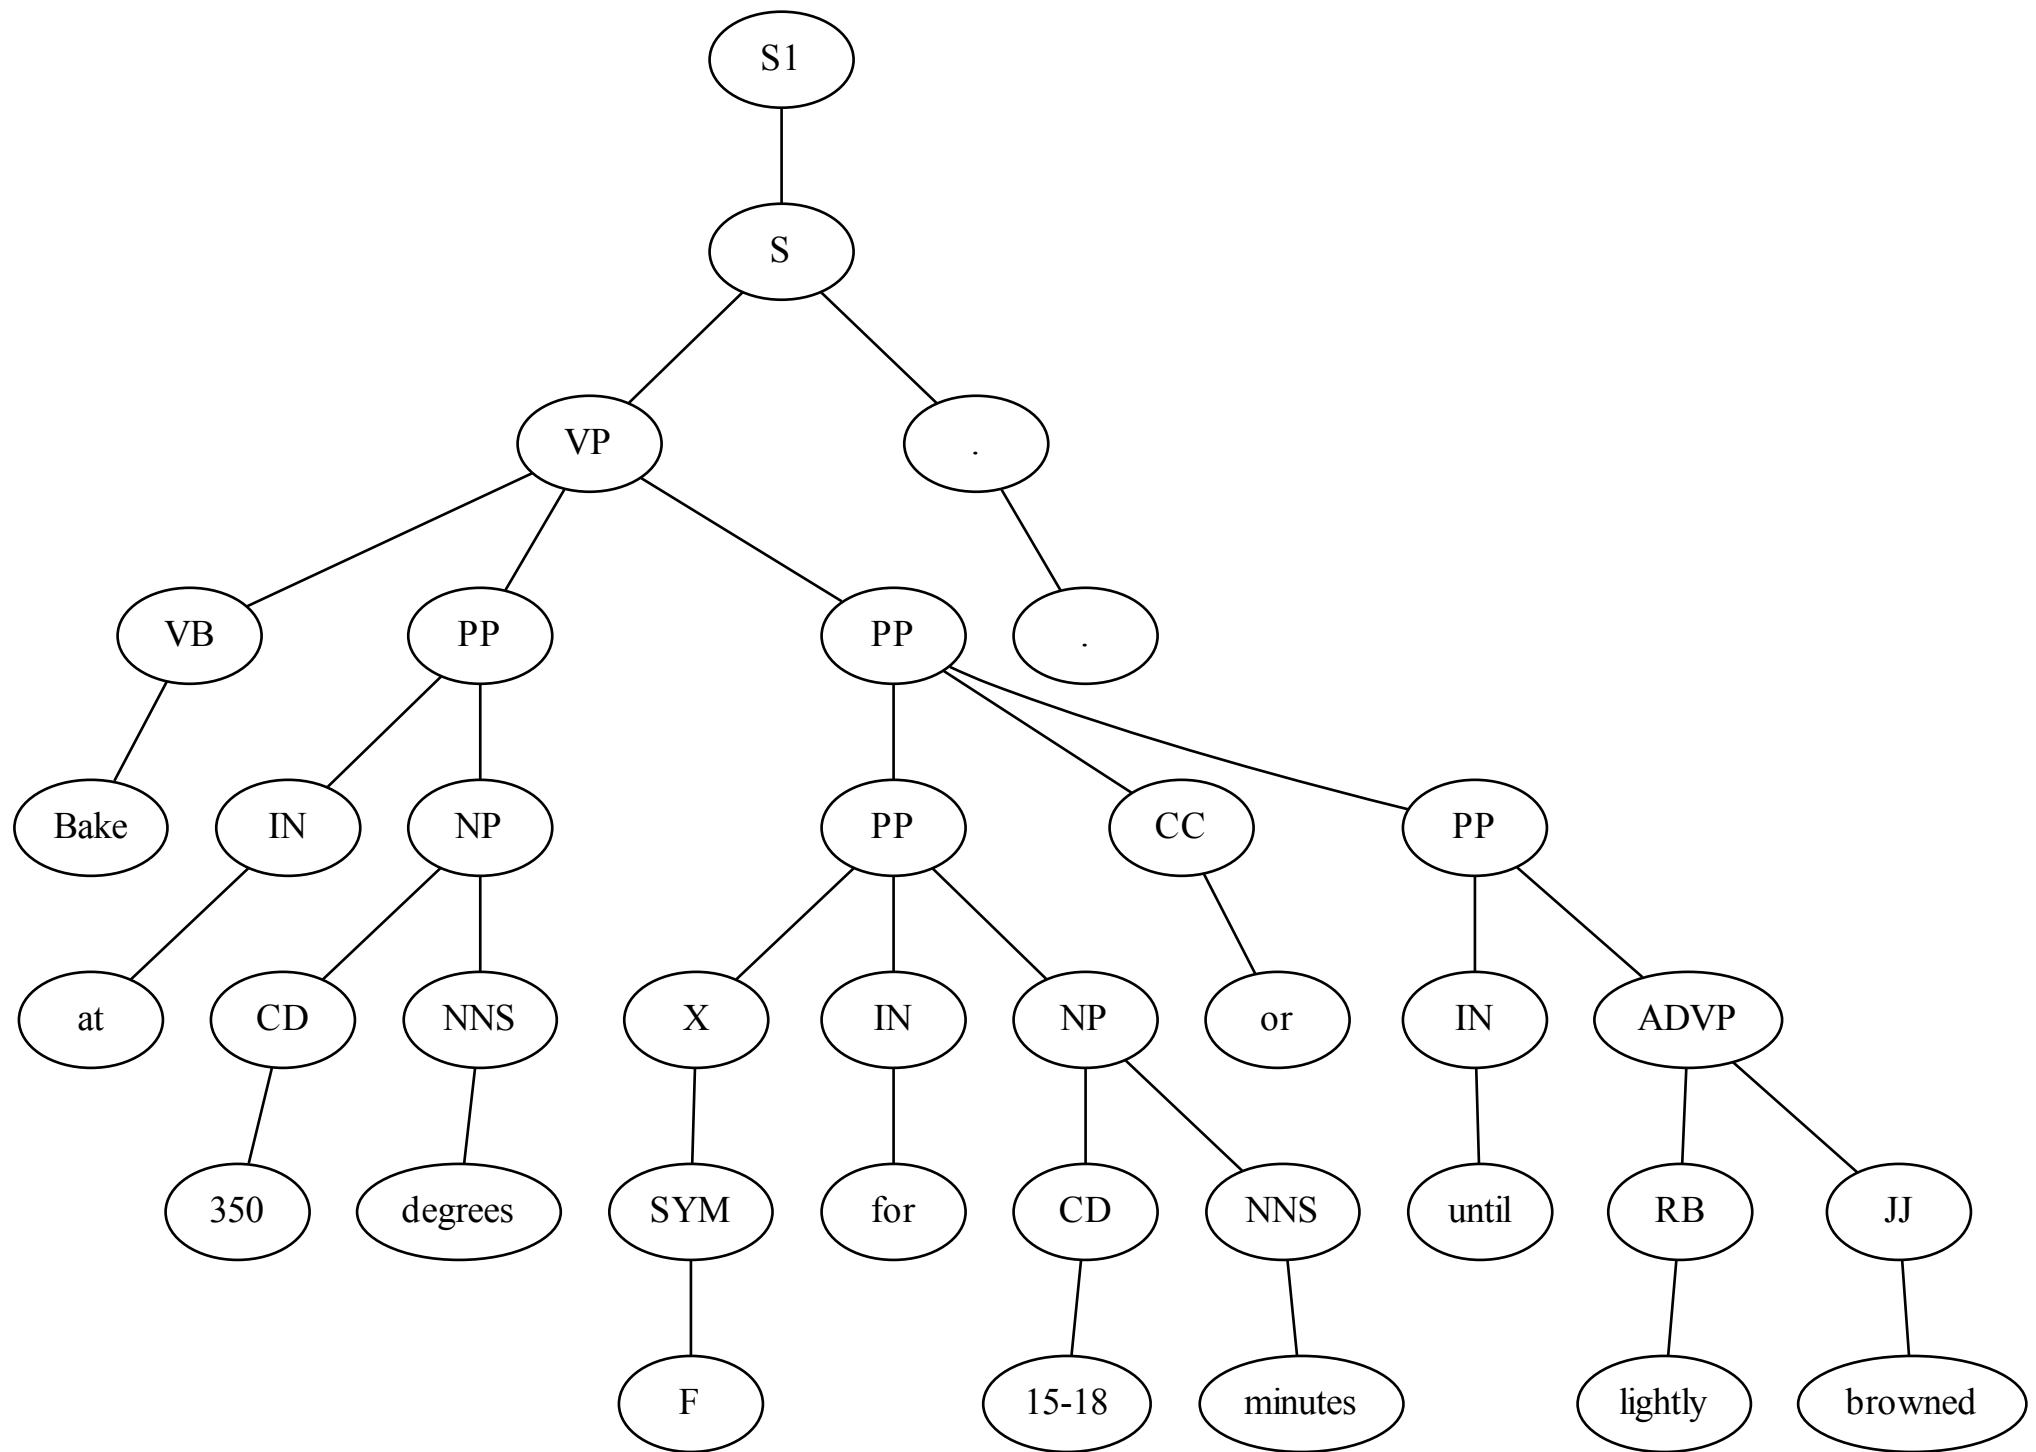 S1
S
VP .
VB PP PP .
Bake IN NP PP CC PP
at CD NNS X IN NP or IN ADVP
350 degrees SYM for CD NNS until RB JJ
F 15-18 minutes lightly browned